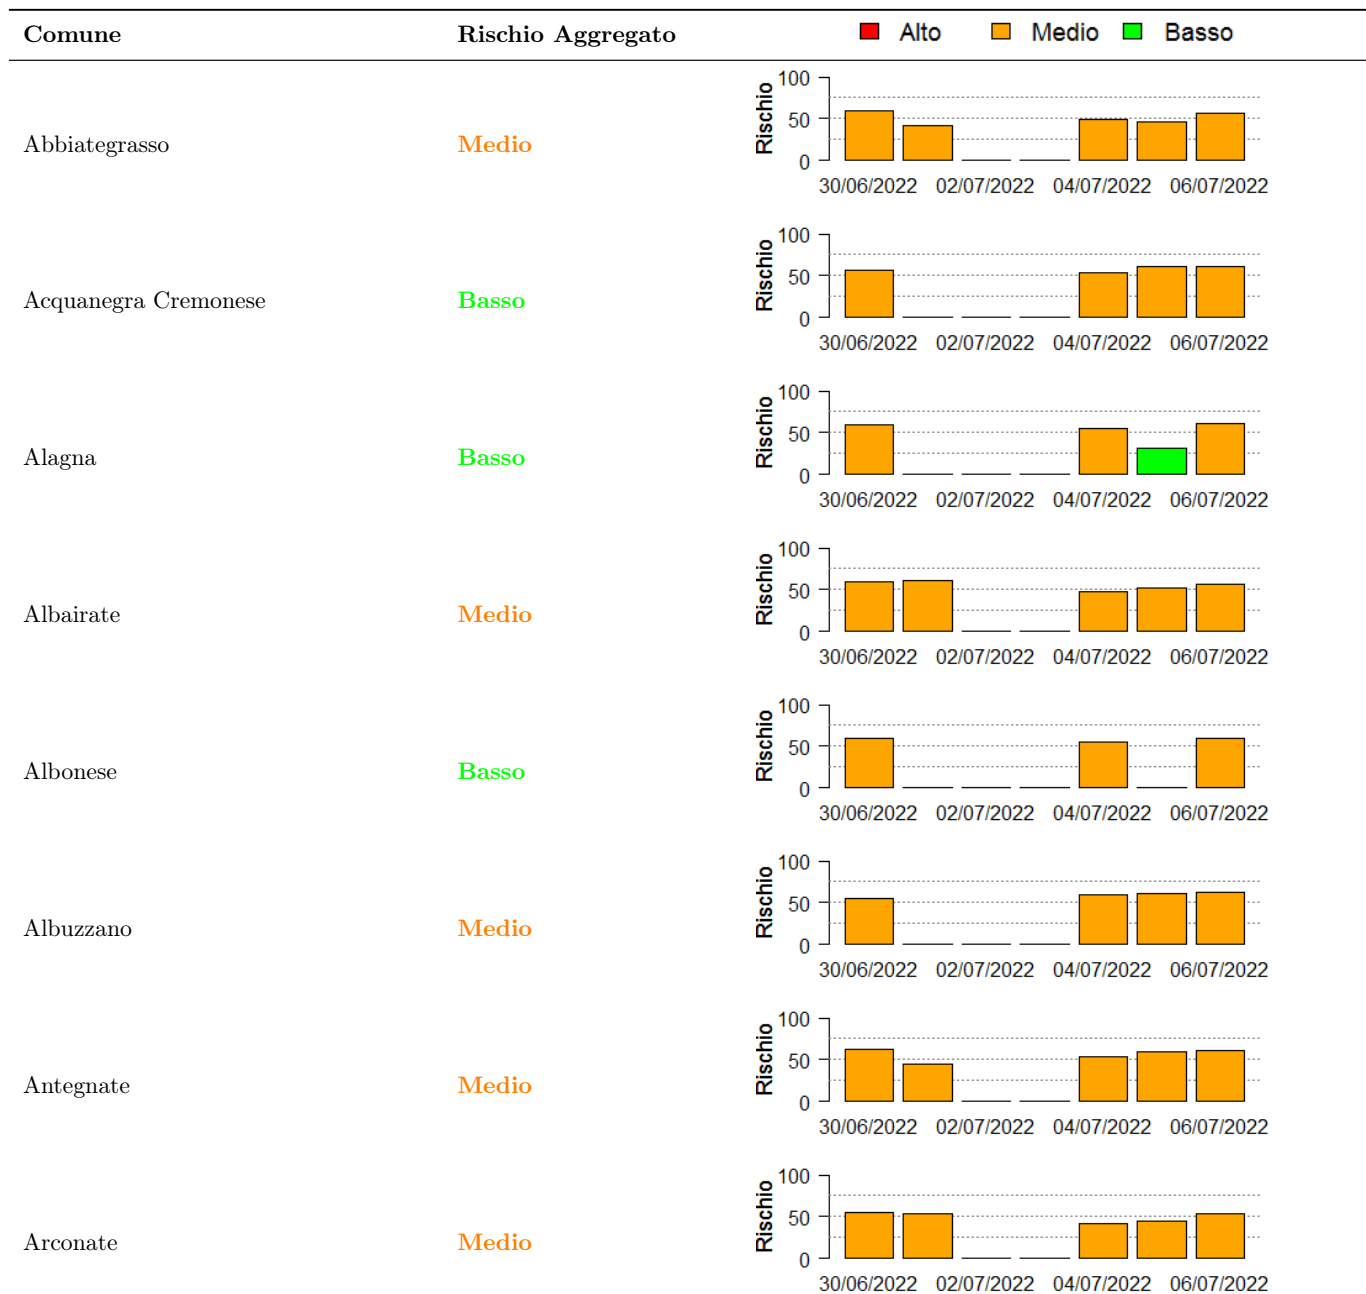 Comune Rischio Aggregato Alto Medio Basso
Abbiategrasso Medio Rischio 100 50 0
30/06/2022 02/07/2022 04/07/2022 06/07/2022
Acquanegra Cremonese Basso Rischio 100 50 0
30/06/2022 02/07/2022 04/07/2022 06/07/2022
Alagna Basso Rischio 100 50 0
30/06/2022 02/07/2022 04/07/2022 06/07/2022
Albairate Medio Rischio 100 50 0
30/06/2022 02/07/2022 04/07/2022 06/07/2022
Albonese Basso Rischio 100 50 0
30/06/2022 02/07/2022 04/07/2022 06/07/2022
Albuzzano Medio Rischio 100 50 0
30/06/2022 02/07/2022 04/07/2022 06/07/2022
Antegnate Medio Rischio 100 50 0
30/06/2022 02/07/2022 04/07/2022 06/07/2022
Arconate Medio Rischio 100 50 0
30/06/2022 02/07/2022 04/07/2022 06/07/2022